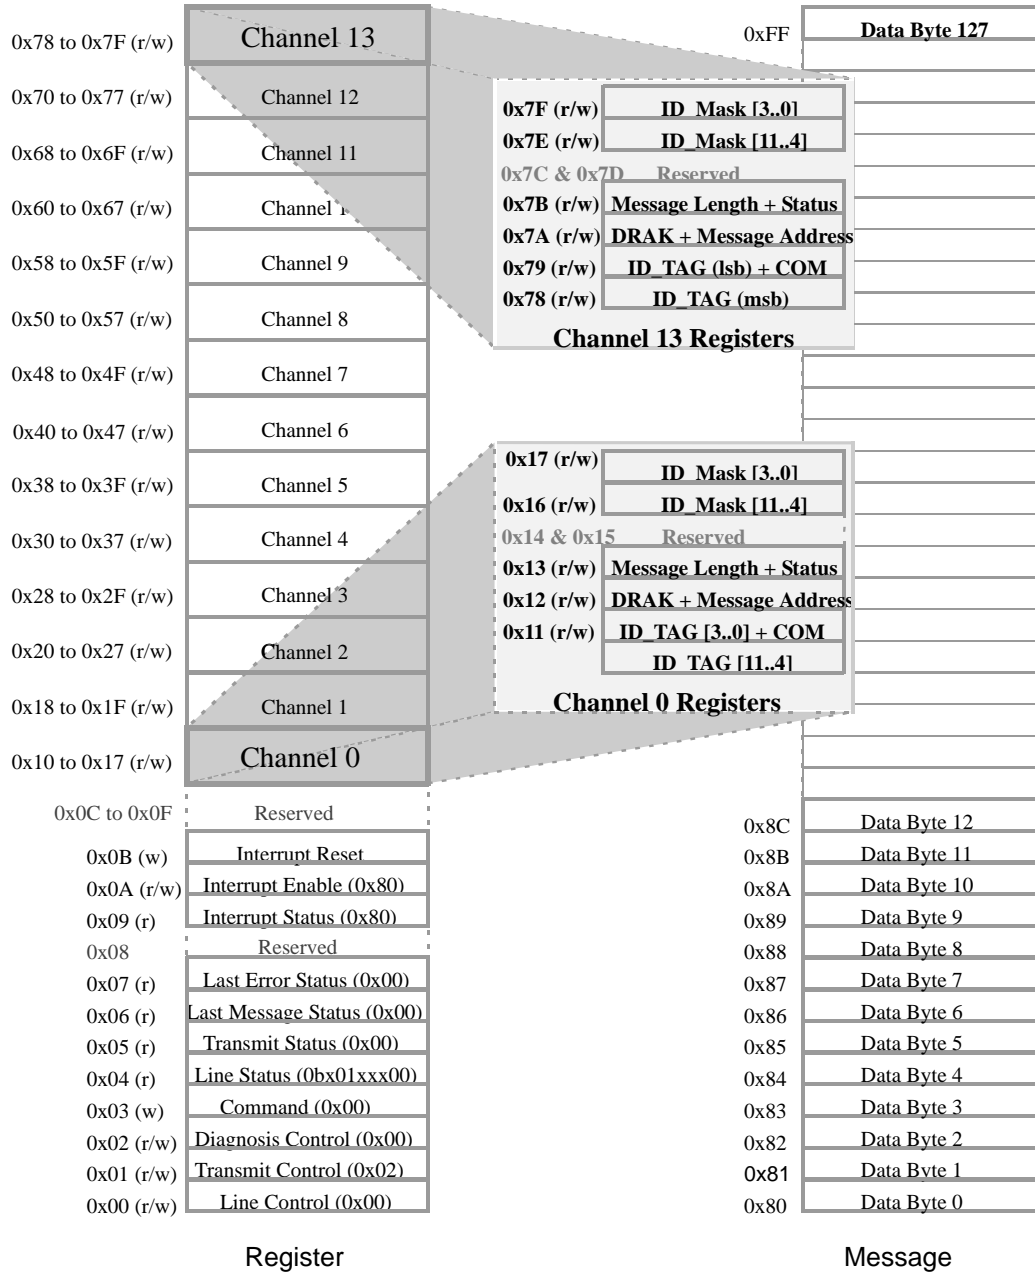 0x78 to 0x7F (r/w) Channel 13
0x70 to 0x77 (r/w) Channel 12
0x68 to 0x6F (r/w) Channel 11
0x60 to 0x67 (r/w) Channel 1
0x58 to 0x5F (r/w) Channel 9
0x50 to 0x57 (r/w) Channel 8
0x48 to 0x4F (r/w) Channel 7
0x40 to 0x47 (r/w) Channel 6
0x38 to 0x3F (r/w) Channel 5
0x30 to 0x37 (r/w) Channel 4
0x28 to 0x2F (r/w) Channel 3
0x20 to 0x27 (r/w) Channel 2
0x18 to 0x1F (r/w) Channel 1
0x10 to 0x17 (r/w) Channel 0
0x0C to 0x0F Reserved
0x0B (w) Interrupt Reset
0x0A (r/w) Interrupt Enable (0x80)
0x09 (r) Interrupt Status (0x80)
0x08 Reserved
0x07 (r) Last Error Status (0x00)
0x06 (r) Last Message Status (0x00)
0x05 (r) Transmit Status (0x00)
0x04 (r) Line Status (0bx01xxx00)
0x03 (w) Command (0x00)
0x02 (r/w) Diagnosis Control (0x00)
0x01 (r/w) Transmit Control (0x02)
0x00 (r/w) Line Control (0x00)
Register
0x7F (r/w) ID_Mask [3..0]
0x7E (r/w) ID_Mask [11..4]
0x7C & 0x7D Reserved
0x7B (r/w) Message Length + Status
0x7A (r/w) DRAK + Message Address
0x79 (r/w) ID_TAG (lsb) + COM
0x78 (r/w) ID_TAG (msb)
Channel 13 Registers
0x17 (r/w) ID_Mask [3..0]
0x16 (r/w) ID_Mask [11..4]
0x14 & 0x15 Reserved
0x13 (r/w) Message Length + Status
0x12 (r/w) DRAK + Message Address
0x11 (r/w) ID_TAG [3..0] + COM
ID_TAG [11..4]
Channel 0 Registers
0xFF Data Byte 127
0x8C Data Byte 12
0x8B Data Byte 11
0x8A Data Byte 10
0x89 Data Byte 9
0x88 Data Byte 8
0x87 Data Byte 7
0x86 Data Byte 6
0x85 Data Byte 5
0x84 Data Byte 4
0x83 Data Byte 3
0x82 Data Byte 2
0x81 Data Byte 1
0x80 Data Byte 0
Message